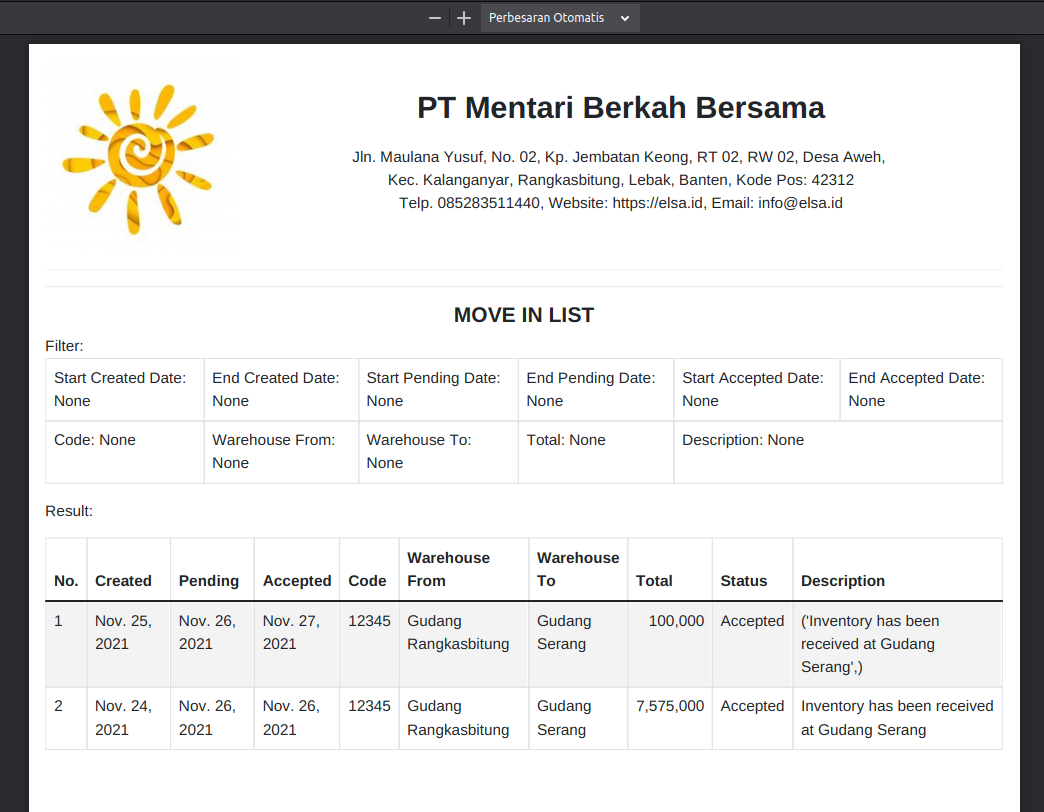 Perbesaran Otomatis
PT Mentari Berkah Bersama
Jln. Maulana Yusuf, No. 02, Kp. Jembatan Keong, RT 02, RW 02, Desa Aweh,
Kec. Kalanganyar, Rangkasbitung, Lebak, Banten, Kode Pos: 42312
Telp. 085283511440, Website: https://elsa.id, Email: info@elsa.id
MOVE IN LIST
Filter:
Start Created Date: End Created Date: Start Pending Date: End Pending Date: Start Accepted Date: End Accepted Date:
None None None None None None
Code: None Warehouse From: Warehouse To: Total: None Description: None
None None
Result:
Warehouse Warehouse
No. Created Pending Accepted Code From To Total Status Description
1 Nov. 25, Nov. 26, Nov. 27, 12345 Gudang Gudang 100,000 Accepted ('Inventory has been
2021 2021 2021 Rangkasbitung Serang received at Gudang
Serang',)
2 Nov. 24, Nov. 26, Nov. 26, 12345 Gudang Gudang 7,575,000 Accepted Inventory has been received
2021 2021 2021 Rangkasbitung Serang at Gudang Serang